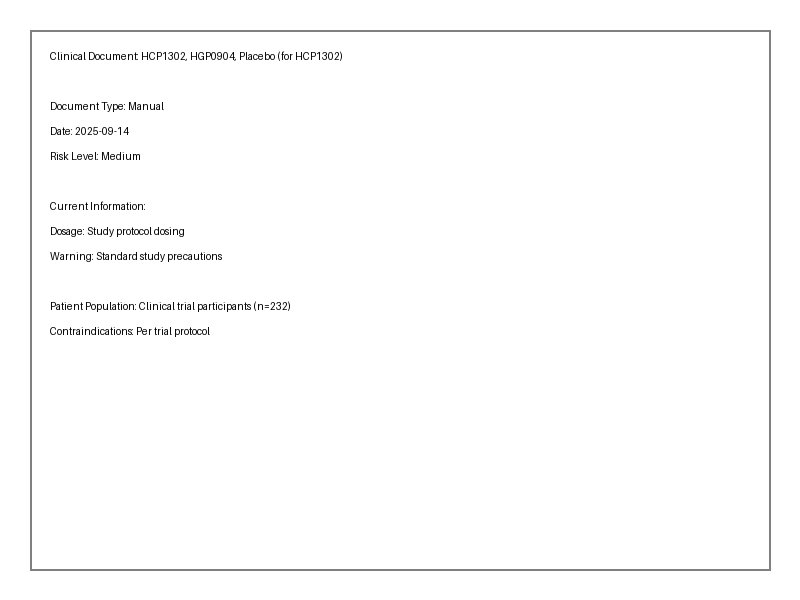 Clinical Document: HCP1302, HGP0904, Placebo (for HCP1302)
Document Type: Manual
Date: 2025-09-14
Risk Level: Medium
Current Information:
Dosage: Study protocol dosing
Warning: Standard study precautions
Patient Population: Clinical trial participants (n=232)
Contraindications: Per trial protocol